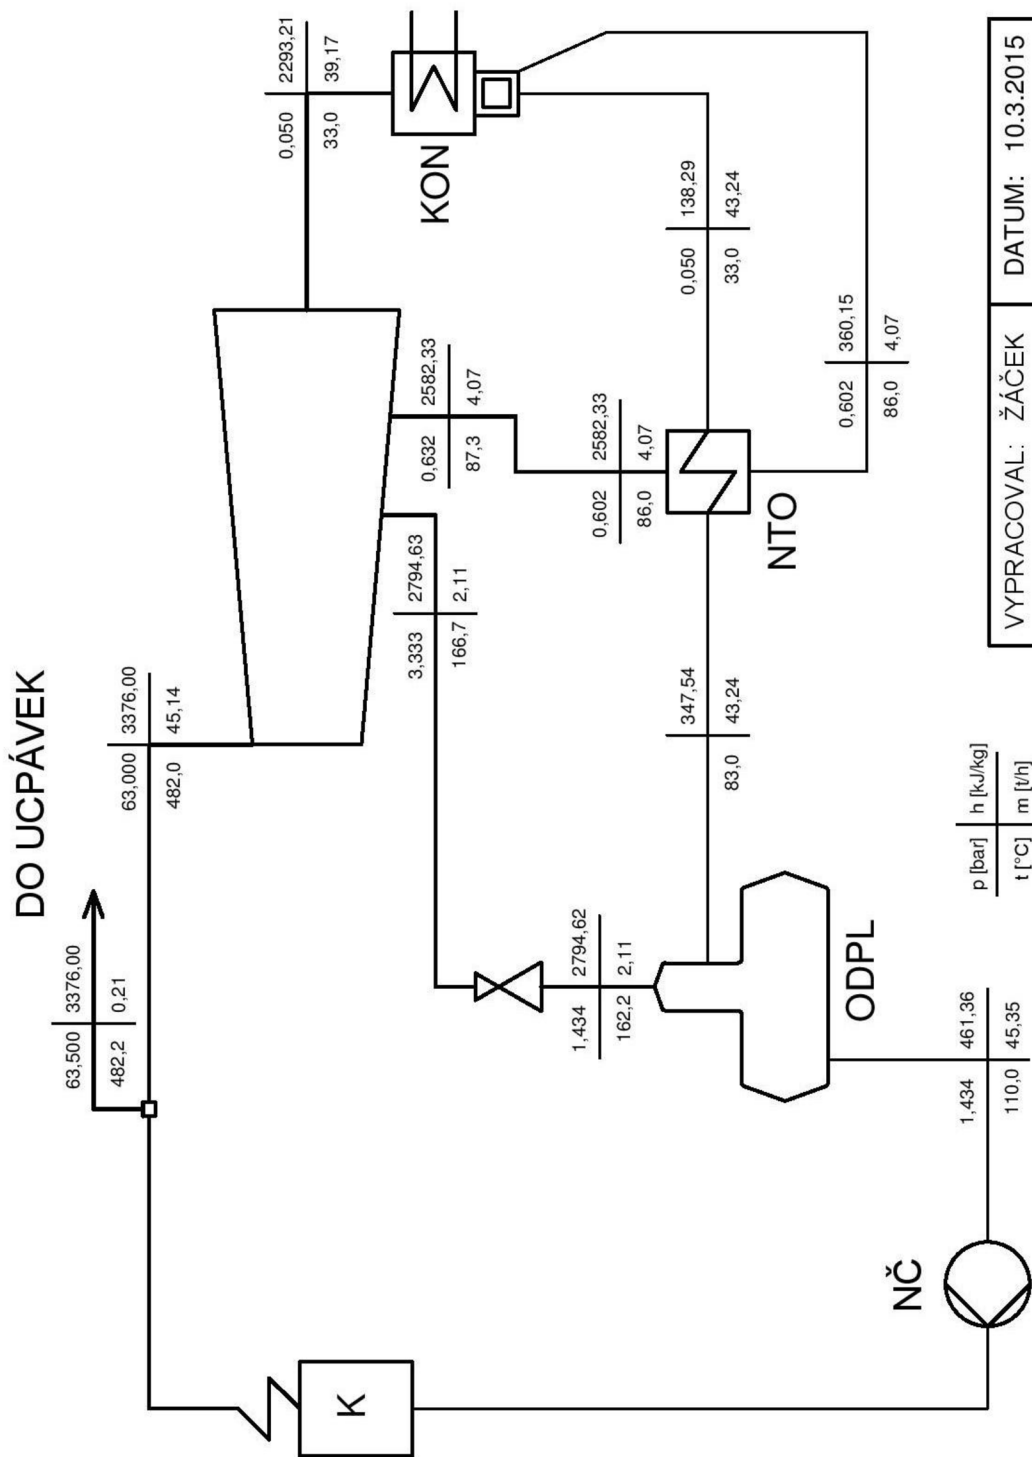 DO UCPÁVEK
63,500 3376,00
482,2 0,21
63,000 3376,00
482,0 45,14
0,050 2293,21
33,0 39,17
K
KON
3,333 2794,63
166,7 2,11
0,632 2582,33
87,3 4,07
1,434 2794,62
162,2 2,11
0,602 2582,33
86,0 4,07
347,54
83,0 43,24
0,050 138,29
33,0 43,24
NTO
ODPL
0,602 360,15
86,0 4,07
NČ
1,434 461,36
110,0 45,35
p [bar] h [kJ/kg]
t [°C] m [t/h]
VYPRACOVAL: ŽÁČEK DATUM: 10.3.2015